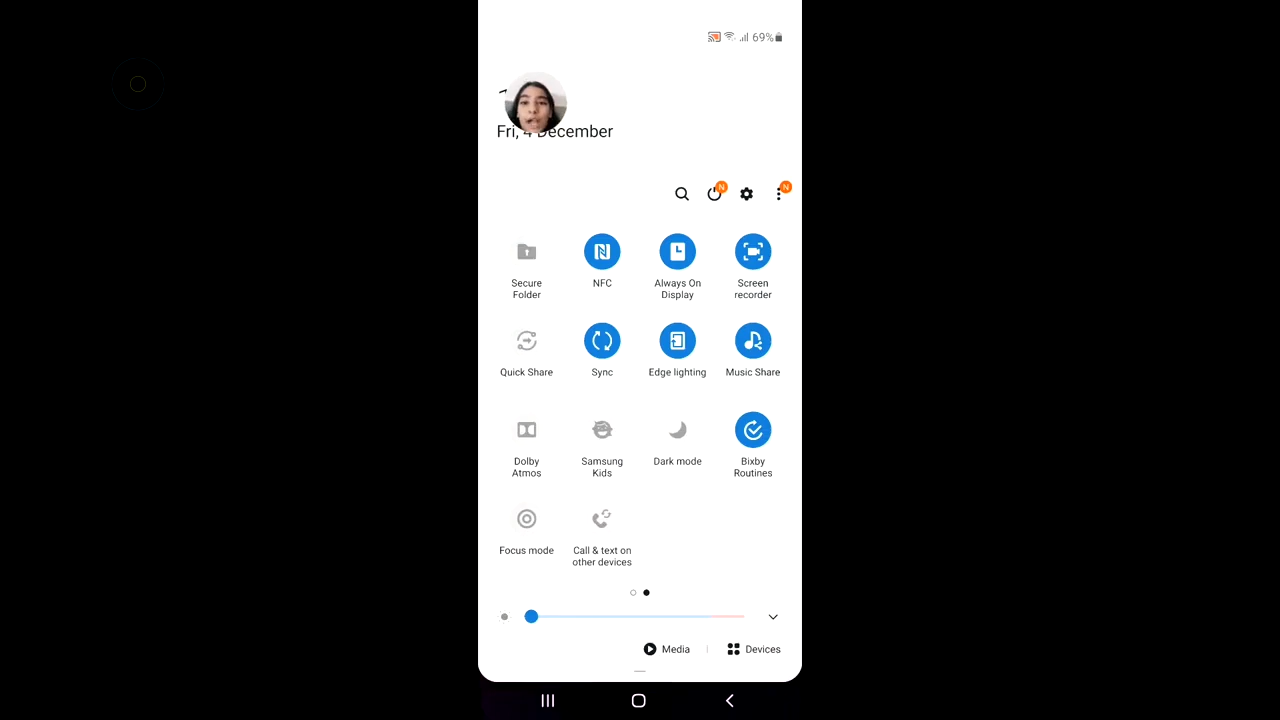 69%
Fri, 4 December
N
N
Secure
Folder
NFC
Always On
Display
Screen
recorder
Quick Share
Sync
Edge lighting
Music Share
Dolby
Atmos
Samsung
Kids
Dark mode
Bixby
Routines
Focus mode
Call & text on
other devices
Media
Devices